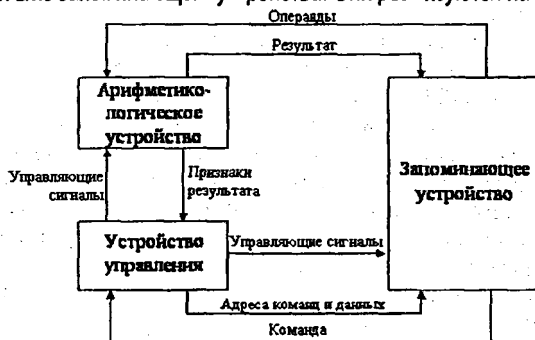 Операнды
Результат
Арифметико-
логическое
устройство
Запоминающее
устройство
Управляющие
сигналы
Признаки
результата
Устройство
управления
Управляющие сигналы
Адреса команд и данных
Команда